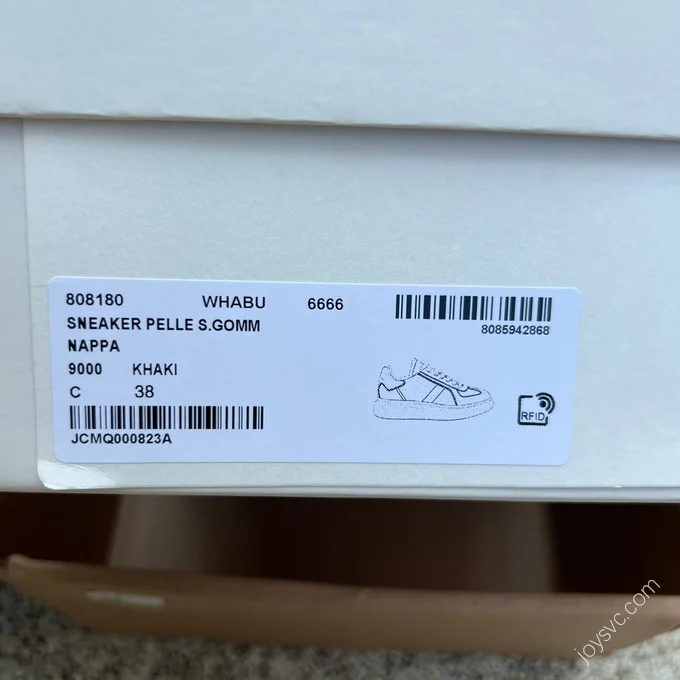 808180 WHABU 6666
8085942868
SNEAKER PELLE S.GOMM
NAPPA
9000 KHAKI
C 38
JCMQ000823A
RFID
joysvc.com